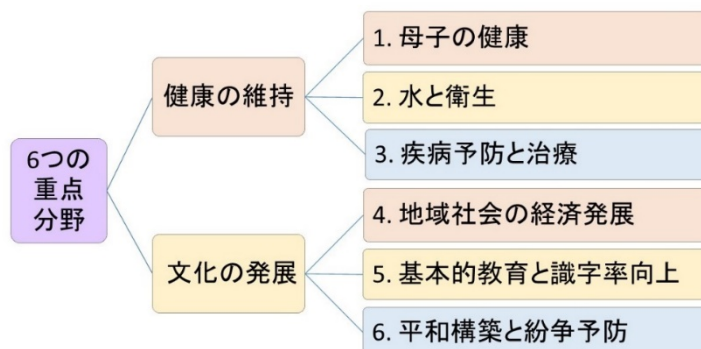 6つの
重点
分野
健康の維持
文化の発展
1. 母子の健康
2. 水と衛生
3. 疾病予防と治療
4. 地域社会の経済発展
5. 基本的教育と識字率向上
6. 平和構築と紛争予防